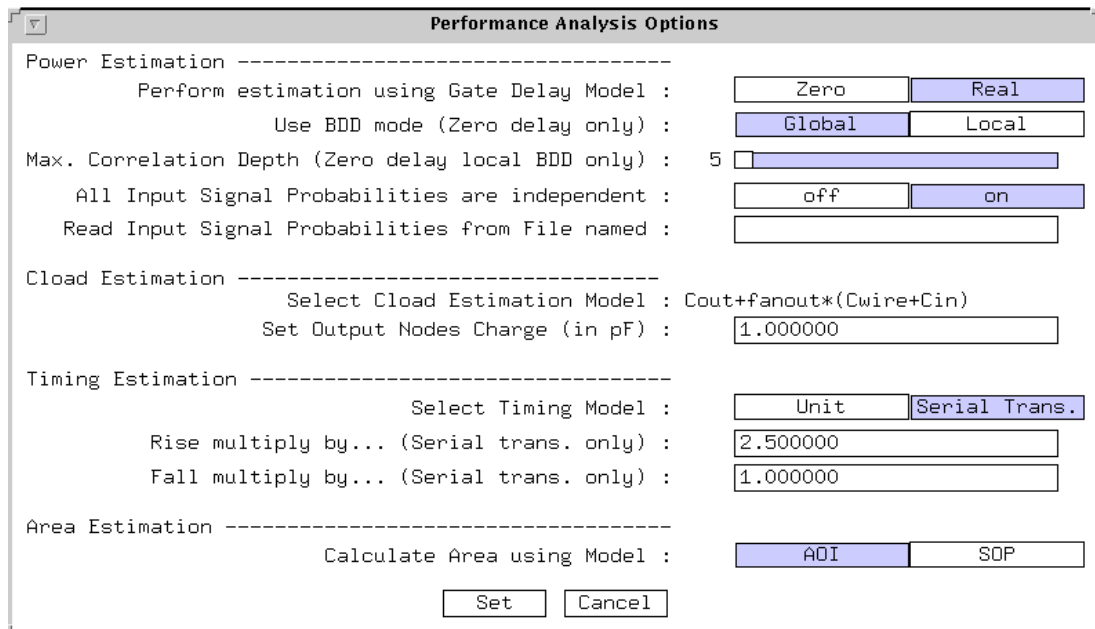 Performance Analysis Options
Power Estimation -----------------------------------
Perform estimation using Gate Delay Model : Zero Real
Use BDD mode (Zero delay only) : Global Local
Max. Correlation Depth (Zero delay local BDD only) : 5
All Input Signal Probabilities are independent : off on
Read Input Signal Probabilities from File named :
Cload Estimation ----------------------------------
Select Cload Estimation Model : Cout+fanout*(Cwire+Cin)
Set Output Nodes Charge (in pF) : 1.000000
Timing Estimation ----------------------------------
Select Timing Model : Unit Serial Trans.
Rise multiply by... (Serial trans. only) : 2.500000
Fall multiply by... (Serial trans. only) : 1.000000
Area Estimation ------------------------------------
Calculate Area using Model : AOI SOP
Set Cancel